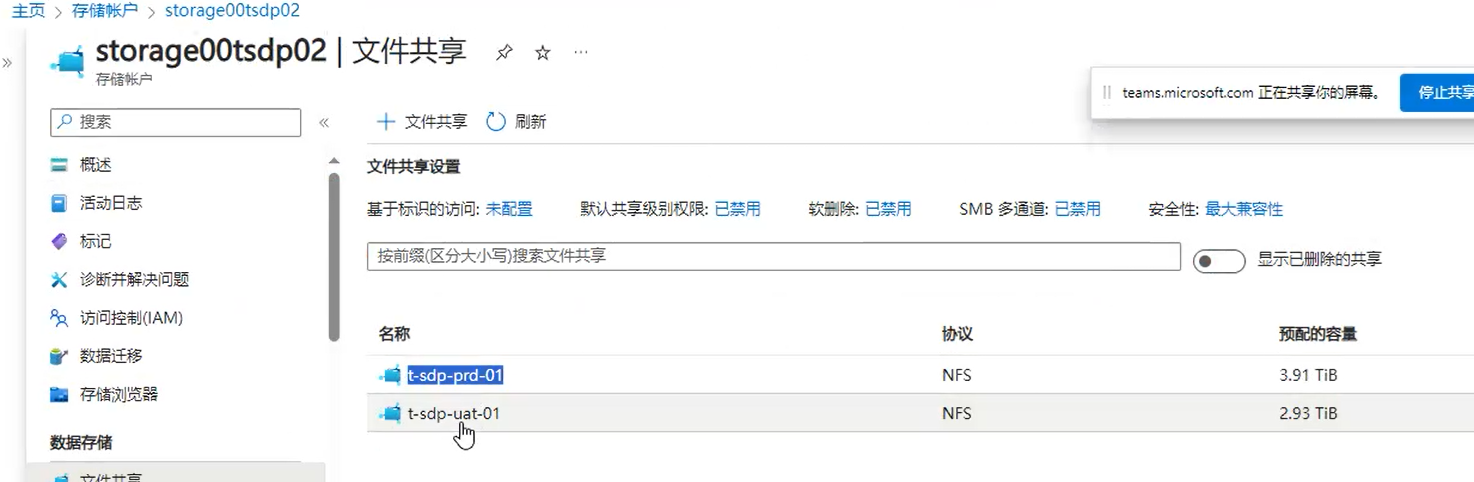 主页 > 存储帐户 > storage00tsdp02
»
storage00tsdp02 | 文件共享 ...
存储帐户
teams.microsoft.com 正在共享你的屏幕。 停止共享
搜索 «
+ 文件共享 刷新
概述
活动日志
标记
诊断并解决问题
访问控制(IAM)
数据迁移
存储浏览器
数据存储
文件共享
文件共享设置
基于标识的访问: 未配置 默认共享级别权限: 已禁用 软删除: 已禁用 SMB 多通道: 已禁用 安全性: 最大兼容性
按前缀(区分大小写)搜索文件共享 显示已删除的共享
名称 协议 预配的容量
t-sdp-prd-01 NFS 3.91 TiB
t-sdp-uat-01 NFS 2.93 TiB